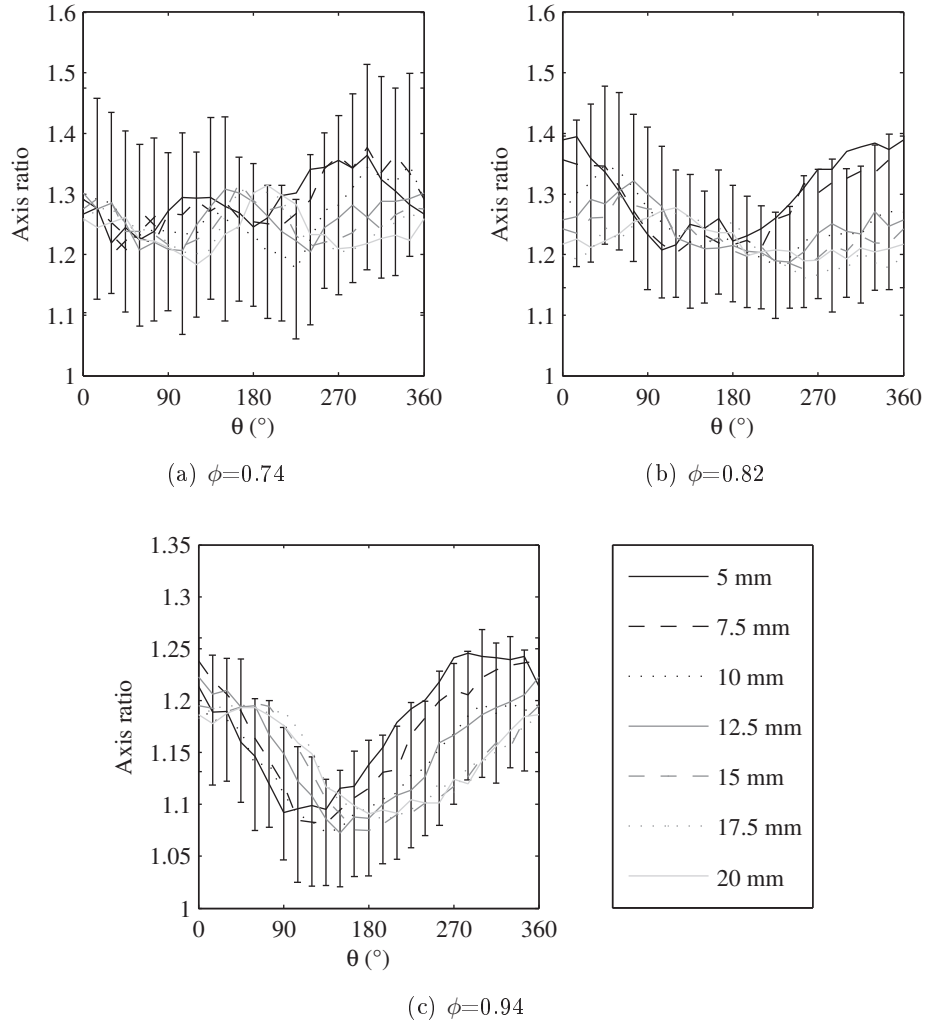 1.6
1.5
1.4
1.3
1.2
1.1
1
Axis ratio
0 90 180 270 360
θ (°)
(a) ϕ=0.74
1.6
1.5
1.4
1.3
1.2
1.1
1
Axis ratio
0 90 180 270 360
θ (°)
(b) ϕ=0.82
1.35
1.3
1.25
1.2
1.15
1.1
1.05
1
Axis ratio
0 90 180 270 360
θ (°)
5 mm
7.5 mm
10 mm
12.5 mm
15 mm
17.5 mm
20 mm
(c) ϕ=0.94